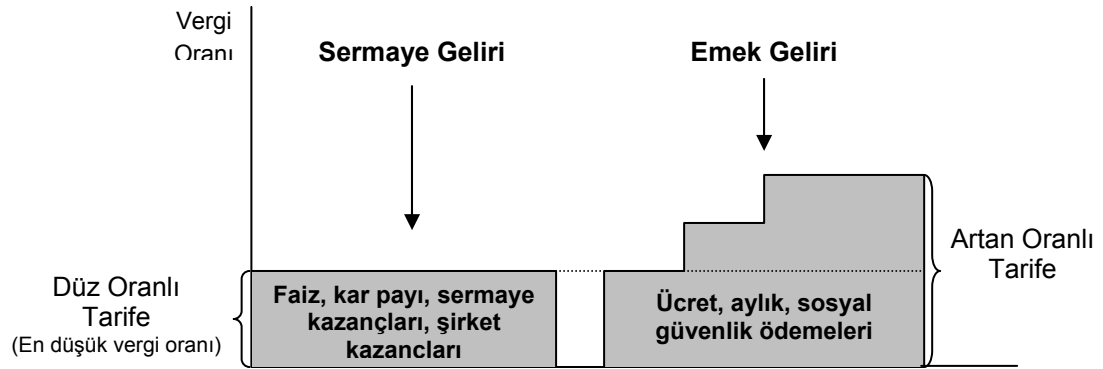 Vergi
Oranı
Sermaye Geliri
Emek Geliri
Düz Oranlı
Tarife
(En düşük vergi oranı)
Faiz, kar payı, sermaye
kazançları, şirket
kazancları
Ücret, aylık, sosyal
güvenlik ödemeleri
Artan Oranlı
Tarife